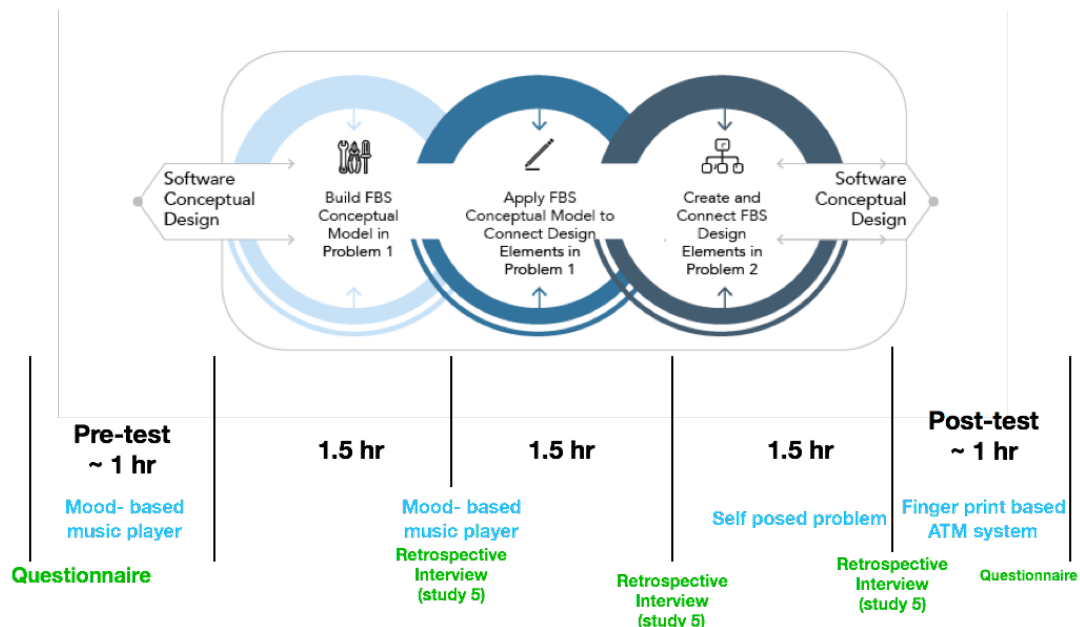 Software
Conceptual
Design
Build FBS
Conceptual
Model in
Problem 1
Apply FBS
Conceptual Model to
Connect Design
Elements in
Problem 1
Create and
Connect FBS
Design
Elements in
Problem 2
Software
Conceptual
Design
Pre-test
~ 1 hr
1.5 hr
1.5 hr
1.5 hr
Post-test
~ 1 hr
Mood- based
music player
Mood- based
music player
Self posed problem
Finger print based
ATM system
Questionnaire
Retrospective
Interview
(study 5)
Retrospective
Interview
(study 5)
Retrospective
Interview
(study 5)
Questionnaire